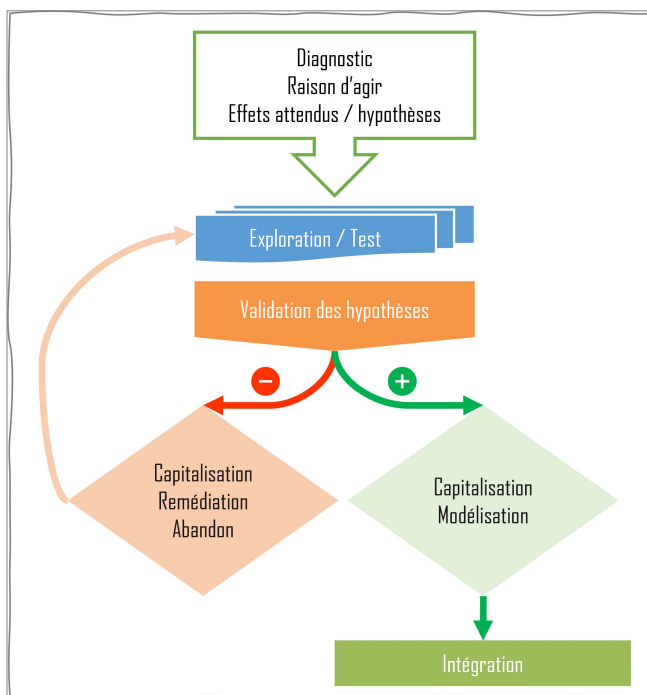 Diagnostic
Raison d'agir
Effets attendus / hypothèses
Exploration / Test
Validation des hypothèses
Capitalisation
Remédiation
Abandon
Capitalisation
Modélisation
Intégration